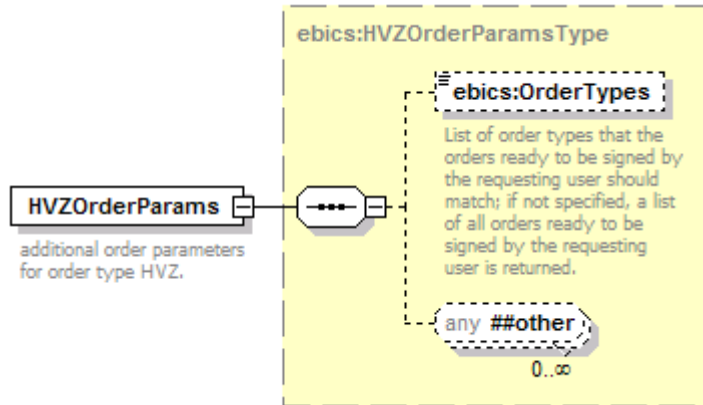 ebics:HVZOrderParamsType
ebics:OrderTypes
List of order types that the
orders ready to be signed by
the requesting user should
match; if not specified, a list
of all orders ready to be
signed by the requesting
user is returned.
HVZOrderParams
additional order parameters
for order type HVZ.
any ##other
0..∞